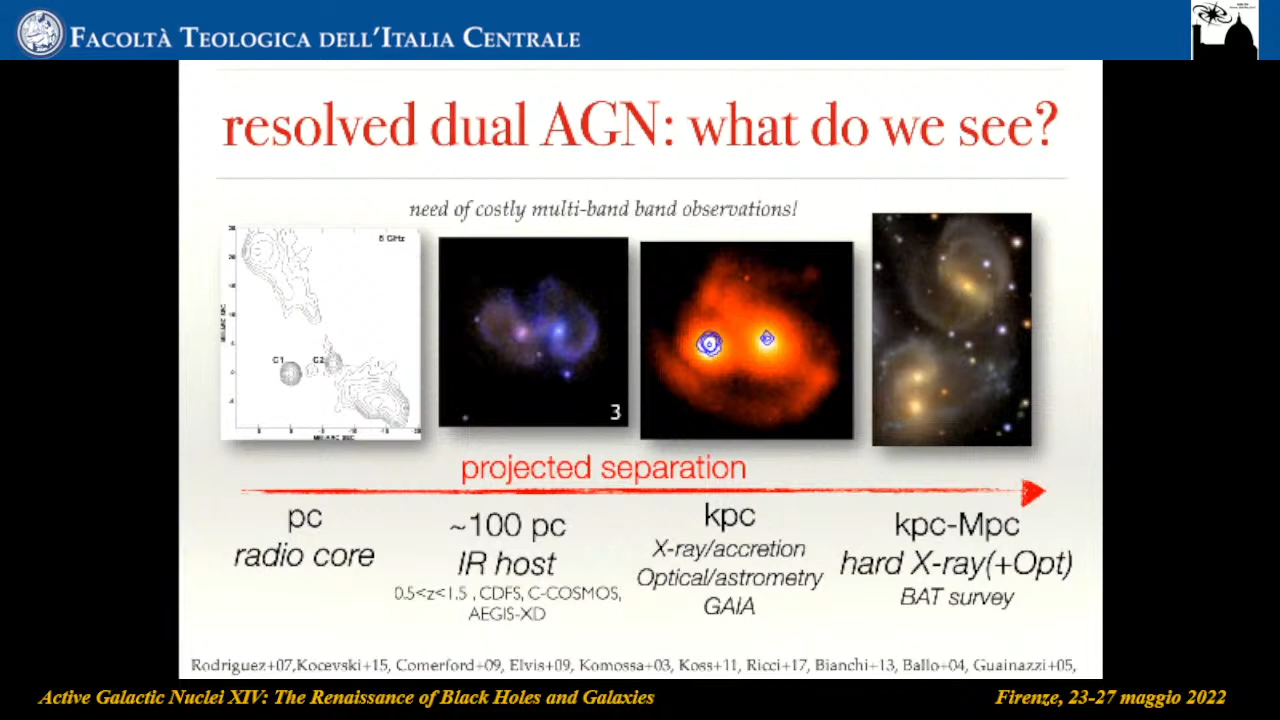 FACOLTÀ TEOLOGICA DELL'ITALIA CENTRALE
resolved dual AGN: what do we see?
need of costly multi-band band observations!
C1
C2
3
projected separation
pc
radio core
~100 pc
IR host
0.5<z<1.5 , CDFS, C-COSMOS,
AEGIS-XD
kpc
X-ray/accretion
Optical/astrometry
GAIA
kpc-Mpc
hard X-ray(+Opt)
BAT survey
Rodriguez+07,Kocevski+15, Comerford+09, Elvis+09, Komossa+03, Koss+11, Ricci+17, Bianchi+13, Ballo+04, Guainazzi+05,
Active Galactic Nuclei XIV: The Renaissance of Black Holes and Galaxies
Firenze, 23-27 maggio 2022